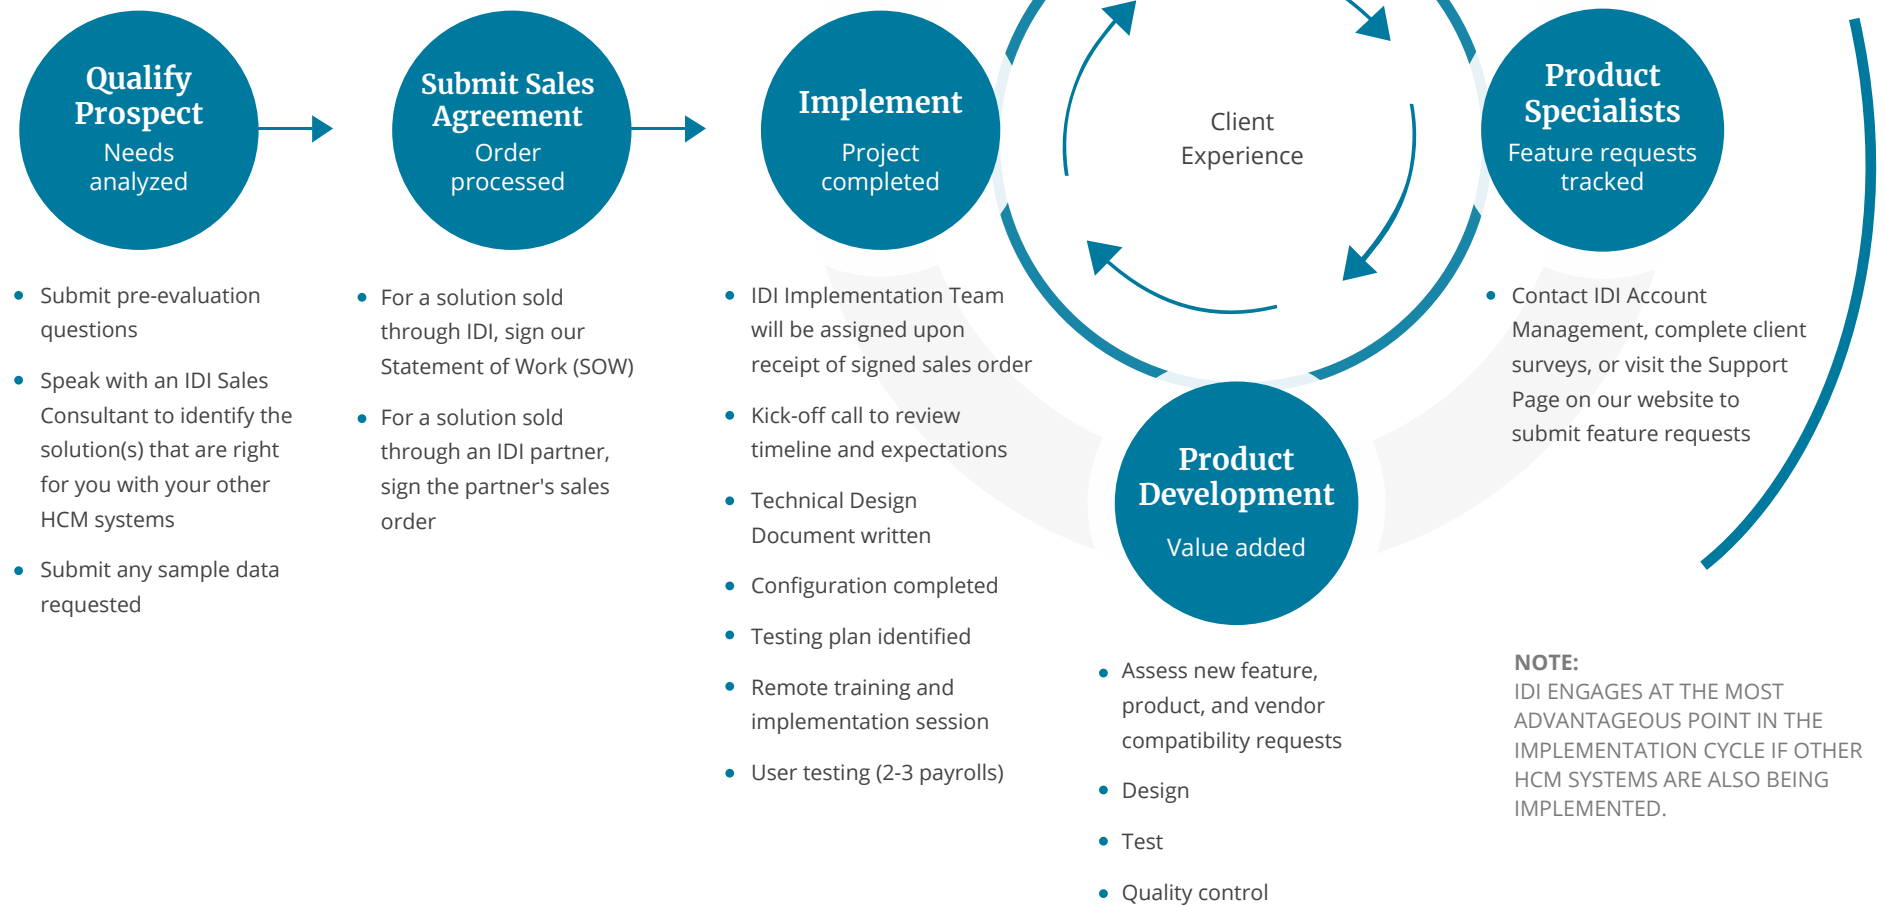 Qualify
Prospect
Needs
analyzed
Submit pre-evaluation
questions
Speak with an IDI Sales
Consultant to identify the
solution(s) that are right
for you with your other
HCM systems
Submit any sample data
requested
Submit Sales
Agreement
Order
processed
For a solution sold
through IDI, sign our
Statement of Work (SOW)
For a solution sold
through an IDI partner,
sign the partner's sales
order
Implement
Project
completed
IDI Implementation Team
will be assigned upon
receipt of signed sales order
Kick-off call to review
timeline and expectations
Technical Design
Document written
Configuration completed
Testing plan identified
Remote training and
implementation session
User testing (2-3 payrolls)
Client
Experience
Product
Development
Value added
Assess new feature,
product, and vendor
compatibility requests
Design
Test
Quality control
Product
Specialists
Feature requests
tracked
Contact IDI Account
Management, complete client
surveys, or visit the Support
Page on our website to
submit feature requests
NOTE:
IDI ENGAGES AT THE MOST
ADVANTAGEOUS POINT IN THE
IMPLEMENTATION CYCLE IF OTHER
HCM SYSTEMS ARE ALSO BEING
IMPLEMENTED.